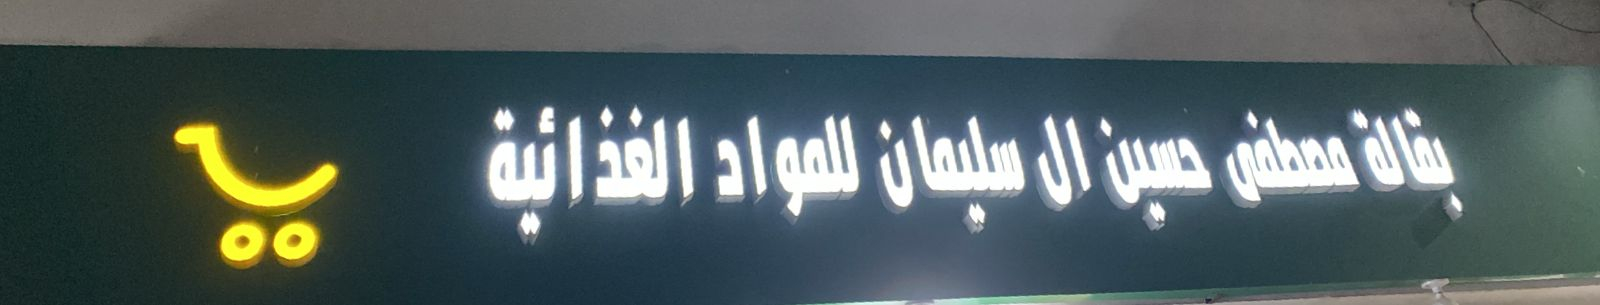 بقالة مصطفى حسين ال سليمان للمواد الغذائية